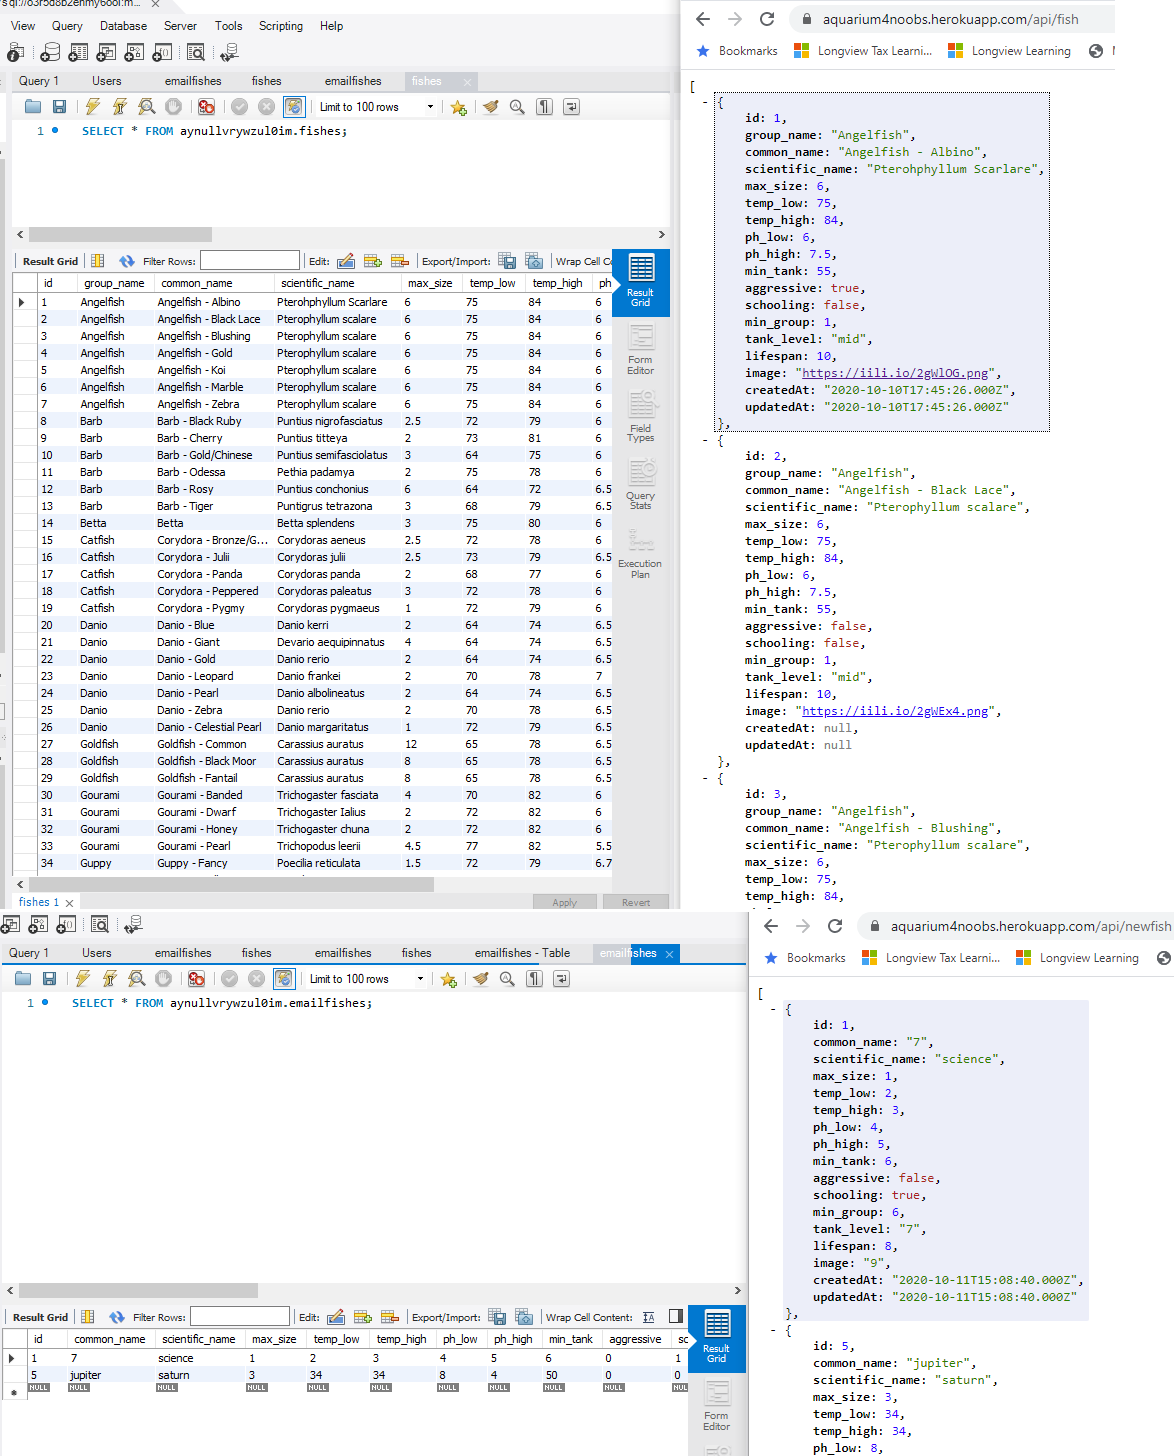 View Query Database Server Tools Scripting Help
Query 1 Users emailfishes fishes emailfishes fishes
Limit to 100 rows
1 SELECT * FROM aynullvrywzul0im.fishes;
Result Grid Filter Rows: Edit: Export/Import: Wrap Cell Co
id group_name common_name scientific_name max_size temp_low temp_high ph
1 Angelfish Angelfish - Albino Pterohphyllum Scarlare 6 75 84 6
2 Angelfish Angelfish - Black Lace Pterophyllum scalare 6 75 84 6
3 Angelfish Angelfish - Blushing Pterophyllum scalare 6 75 84 6
4 Angelfish Angelfish - Gold Pterophyllum scalare 6 75 84 6
5 Angelfish Angelfish - Koi Pterophyllum scalare 6 75 84 6
6 Angelfish Angelfish - Marble Pterophyllum scalare 6 75 84 6
7 Angelfish Angelfish - Zebra Pterophyllum scalare 6 75 84 6
8 Barb Barb - Black Ruby Puntius nigrofasciatus 2.5 72 79 6
9 Barb Barb - Cherry Puntius titteya 2 73 81 6
10 Barb Barb - Gold/Chinese Puntius semifasciolatus 3 64 75 6
11 Barb Barb - Odessa Pethia padamya 2 75 78 6
12 Barb Barb - Rosy Puntius conchonius 6 64 72 6.5
13 Barb Barb - Tiger Puntigrus tetrazona 3 68 79 6.5
14 Betta Betta Betta splendens 3 75 80 6
15 Catfish Corydora - Bronze/G... Corydoras aeneus 2.5 72 78 6
16 Catfish Corydora - Julii Corydoras julii 2.5 73 79 6.5
17 Catfish Corydora - Panda Corydoras panda 2 68 77 6
18 Catfish Corydora - Peppered Corydoras paleatus 3 72 78 6
19 Catfish Corydora - Pygmy Corydoras pygmaeus 1 72 79 6
20 Danio Danio - Blue Danio kerri 2 64 74 6.5
21 Danio Danio - Giant Devario aequipinnatus 4 64 74 6.5
22 Danio Danio - Gold Danio rerio 2 64 74 6.5
23 Danio Danio - Leopard Danio frankei 2 70 78 7
24 Danio Danio - Pearl Danio albolineatus 2 64 74 6.5
25 Danio Danio - Zebra Danio rerio 2 70 78 6.5
26 Danio Danio - Celestial Pearl Danio margaritatus 1 72 79 6.5
27 Goldfish Goldfish - Common Carassius auratus 12 65 78 6.5
28 Goldfish Goldfish - Black Moor Carassius auratus 8 65 78 6.5
29 Goldfish Goldfish - Fantail Carassius auratus 8 65 78 6.5
30 Gourami Gourami - Banded Trichogaster fasciata 4 70 82 6
31 Gourami Gourami - Dwarf Trichogaster lalius 2 72 82 6
32 Gourami Gourami - Honey Trichogaster chuna 2 72 82 6
33 Gourami Gourami - Pearl Trichopodus leerii 4.5 77 82 5.5
34 Guppy Guppy - Fancy Poecilia reticulata 1.5 72 79 6.7
Result
Grid
Form
Editor
Field
Types
Query
Stats
Execution
Plan
fishes 1 Apply Revert
aquarium4noobs.herokuapp.com/api/fish
Bookmarks Longview Tax Learni... Longview Learning
[
- {
id: 1,
group_name: "Angelfish",
common_name: "Angelfish - Albino",
scientific_name: "Pterohphyllum Scarlare",
max_size: 6,
temp_low: 75,
temp_high: 84,
ph_low: 6,
ph_high: 7.5,
min_tank: 55,
aggressive: true,
schooling: false,
min_group: 1,
tank_level: "mid",
lifespan: 10,
image: "https://iili.io/2gWlOG.png",
createdAt: "2020-10-10T17:45:26.000Z",
updatedAt: "2020-10-10T17:45:26.000Z"
},
- {
id: 2,
group_name: "Angelfish",
common_name: "Angelfish - Black Lace",
scientific_name: "Pterophyllum scalare",
max_size: 6,
temp_low: 75,
temp_high: 84,
ph_low: 6,
ph_high: 7.5,
min_tank: 55,
aggressive: false,
schooling: false,
min_group: 1,
tank_level: "mid",
lifespan: 10,
image: "https://iili.io/2gWEx4.png",
createdAt: null,
updatedAt: null
},
- {
id: 3,
group_name: "Angelfish",
common_name: "Angelfish - Blushing",
scientific_name: "Pterophyllum scalare",
max_size: 6,
temp_low: 75,
temp_high: 84,
Query 1 Users emailfishes fishes emailfishes fishes emailfishes - Table emailfishes
Limit to 100 rows
1 SELECT * FROM aynullvrywzul0im.emailfishes;
Result Grid Filter Rows: Edit: Export/Import: Wrap Cell Content:
id common_name scientific_name max_size temp_low temp_high ph_low ph_high min_tank aggressive sc
1 7 science 1 2 3 4 5 6 0 1
5 jupiter saturn 3 34 34 8 4 50 0 0
NULL NULL NULL NULL NULL NULL NULL NULL NULL NULL NULL
Result
Grid
Form
Editor
aquarium4noobs.herokuapp.com/api/newfish
Bookmarks Longview Tax Learni... Longview Learning
[
- {
id: 1,
common_name: "7",
scientific_name: "science",
max_size: 1,
temp_low: 2,
temp_high: 3,
ph_low: 4,
ph_high: 5,
min_tank: 6,
aggressive: false,
schooling: true,
min_group: 6,
tank_level: "7",
lifespan: 8,
image: "9",
createdAt: "2020-10-11T15:08:40.000Z",
updatedAt: "2020-10-11T15:08:40.000Z"
},
- {
id: 5,
common_name: "jupiter",
scientific_name: "saturn",
max_size: 3,
temp_low: 34,
temp_high: 34,
ph_low: 8,